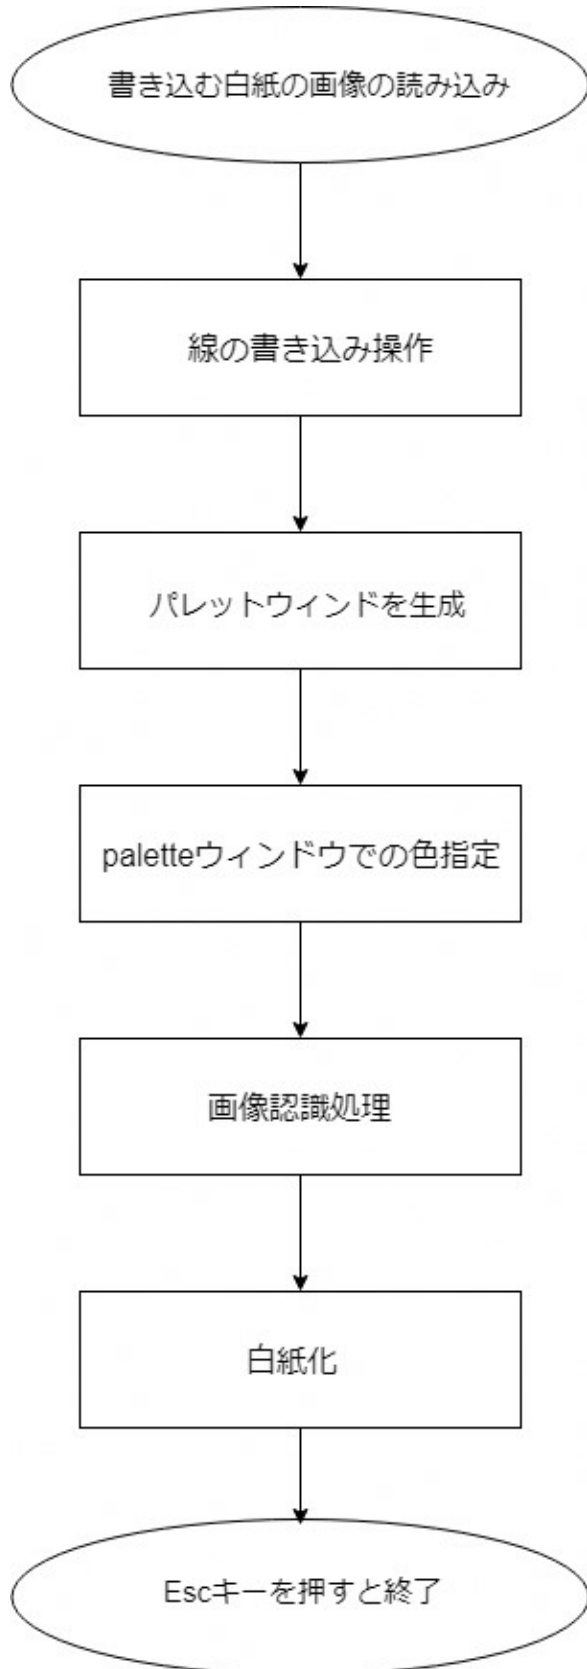 書き込む白紙の画像の読み込み
線の書き込み操作
パレットウィンドを生成
paletteウィンドウでの色指定
画像認識処理
白紙化
Escキーを押すと終了